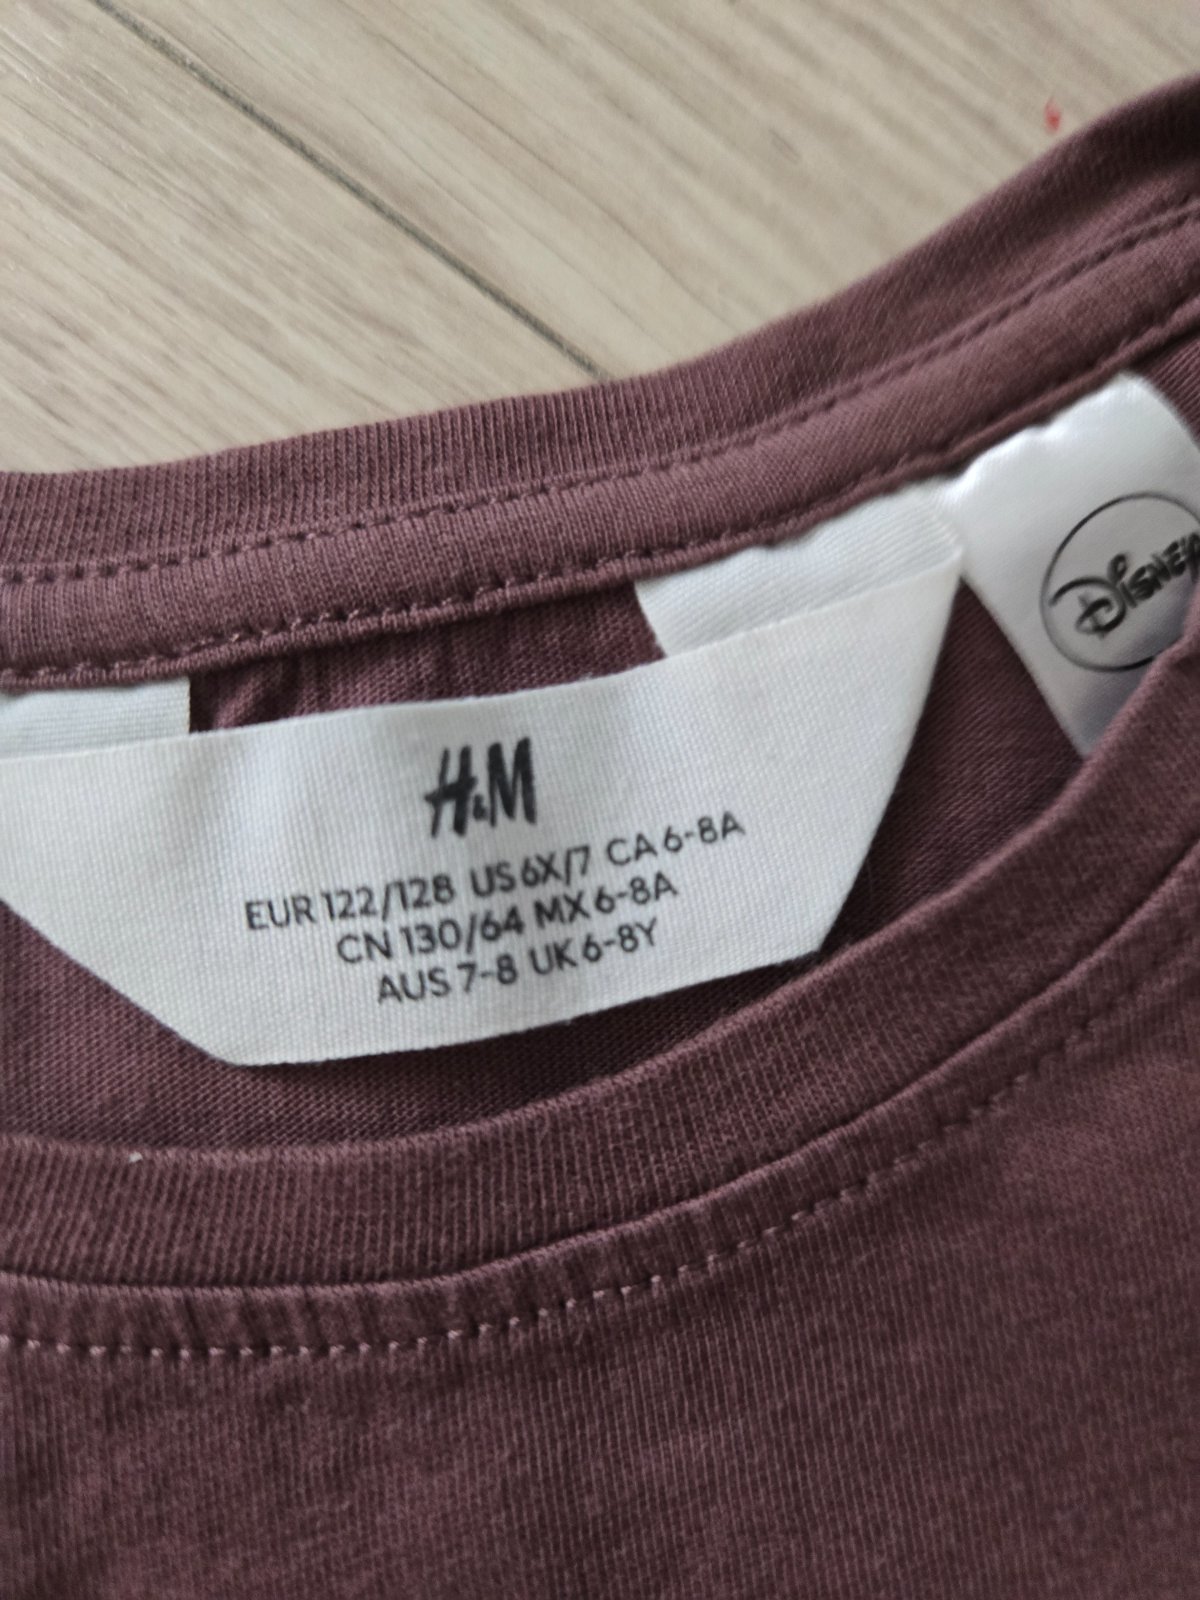 H&M
EUR 122/128 US 6X/7 CA 6-8A
CN 130/64 MX 6-8A
AUS 7-8 UK 6-8Y
Disney